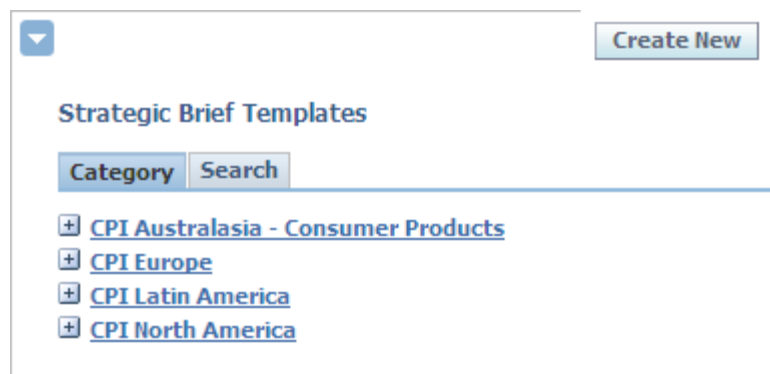 Create New
Strategic Brief Templates
Category Search
CPI Australasia - Consumer Products
CPI Europe
CPI Latin America
CPI North America